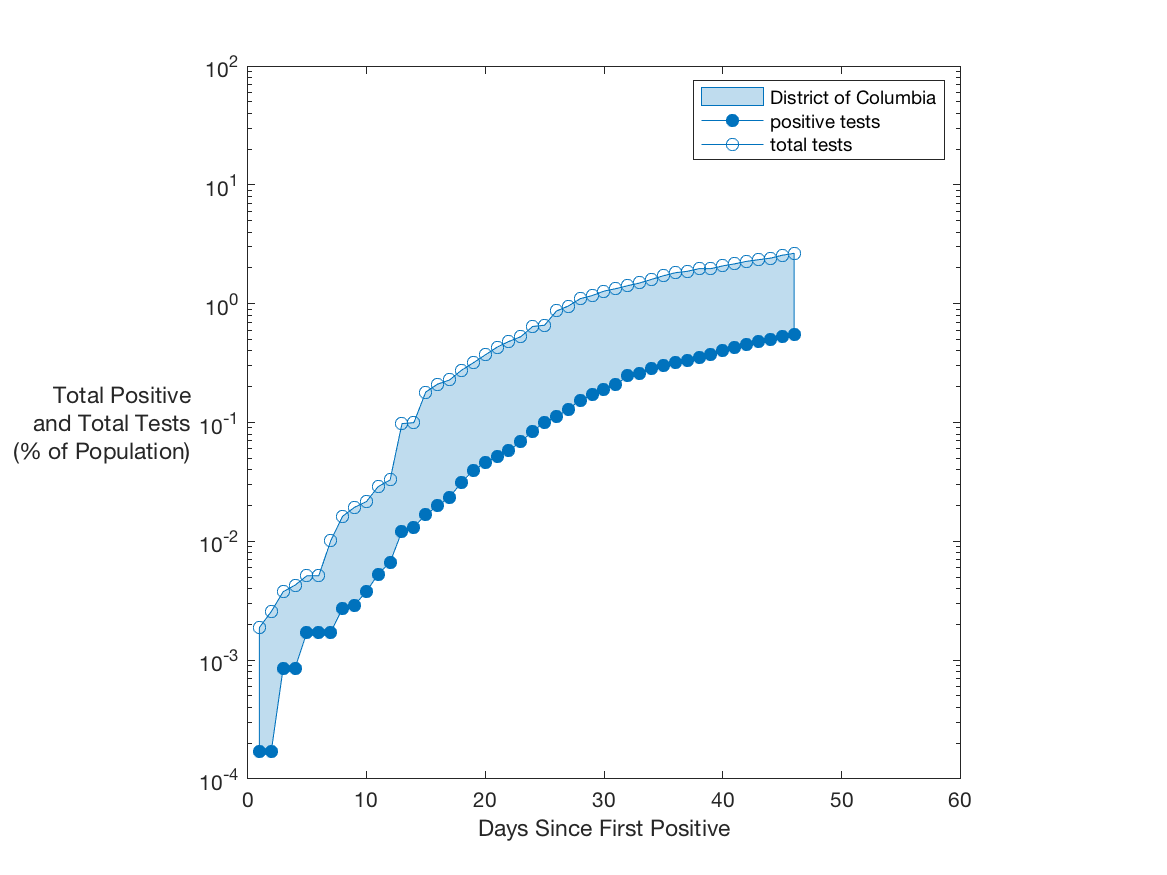 10^2
10^1
10^0
10^-1
10^-2
10^-3
10^-4
Total Positive
and Total Tests
(% of Population)
District of Columbia
positive tests
total tests
0 10 20 30 40 50 60
Days Since First Positive